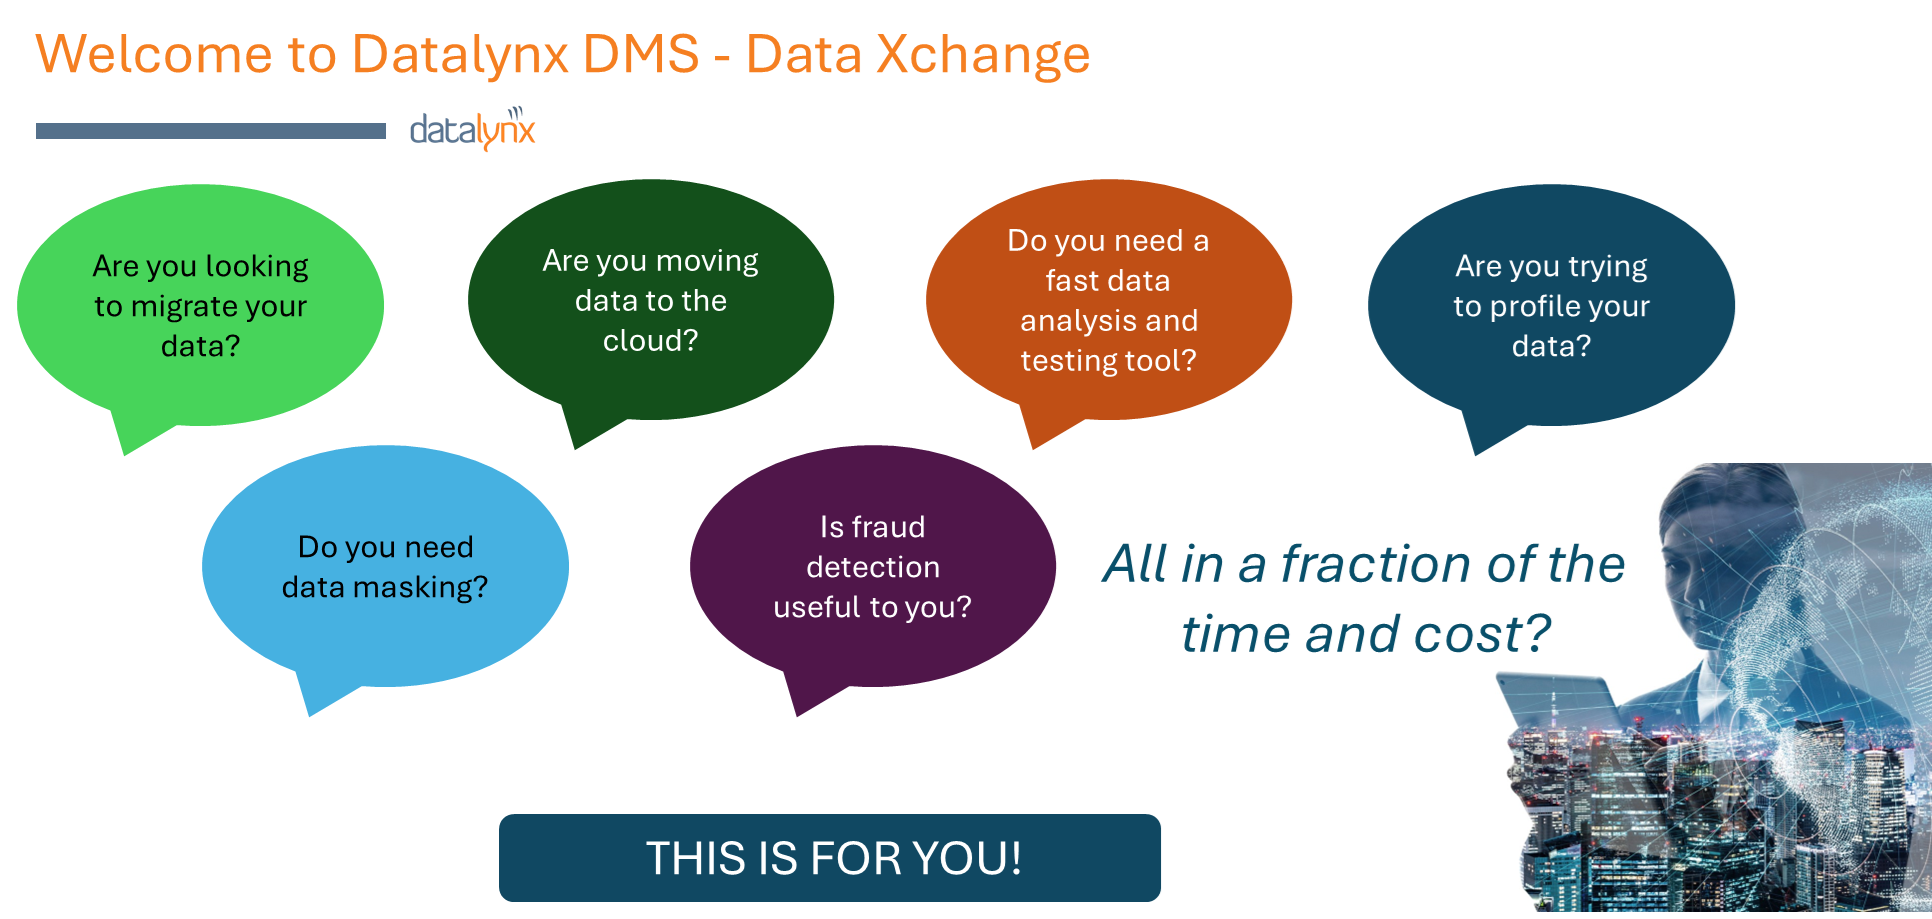 Welcome to Datalynx DMS - Data Xchange
datalynx
Are you looking
to migrate your
data?
Are you moving
data to the
cloud?
Do you need a
fast data
analysis and
testing tool?
Are you trying
to profile your
data?
Do you need
data masking?
Is fraud
detection
useful to you?
All in a fraction of the
time and cost?
THIS IS FOR YOU!